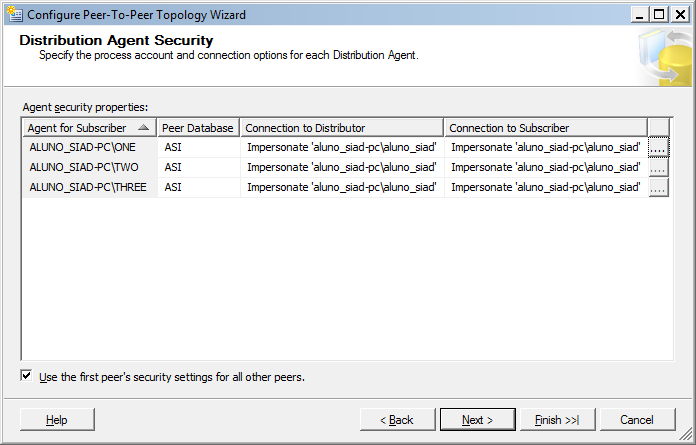 Configure Peer-To-Peer Topology Wizard
Distribution Agent Security
Specify the process account and connection options for each Distribution Agent.
Agent security properties:
Agent for Subscriber Peer Database Connection to Distributor Connection to Subscriber
ALUNO_SIAD-PC\ONE ASI Impersonate 'aluno_siad-pc\aluno_siad' Impersonate 'aluno_siad-pc\aluno_siad' ....
ALUNO_SIAD-PC\TWO ASI Impersonate 'aluno_siad-pc\aluno_siad' Impersonate 'aluno_siad-pc\aluno_siad' ....
ALUNO_SIAD-PC\THREE ASI Impersonate 'aluno_siad-pc\aluno_siad' Impersonate 'aluno_siad-pc\aluno_siad' ....
Use the first peer's security settings for all other peers.
Help < Back Next > Finish >>| Cancel